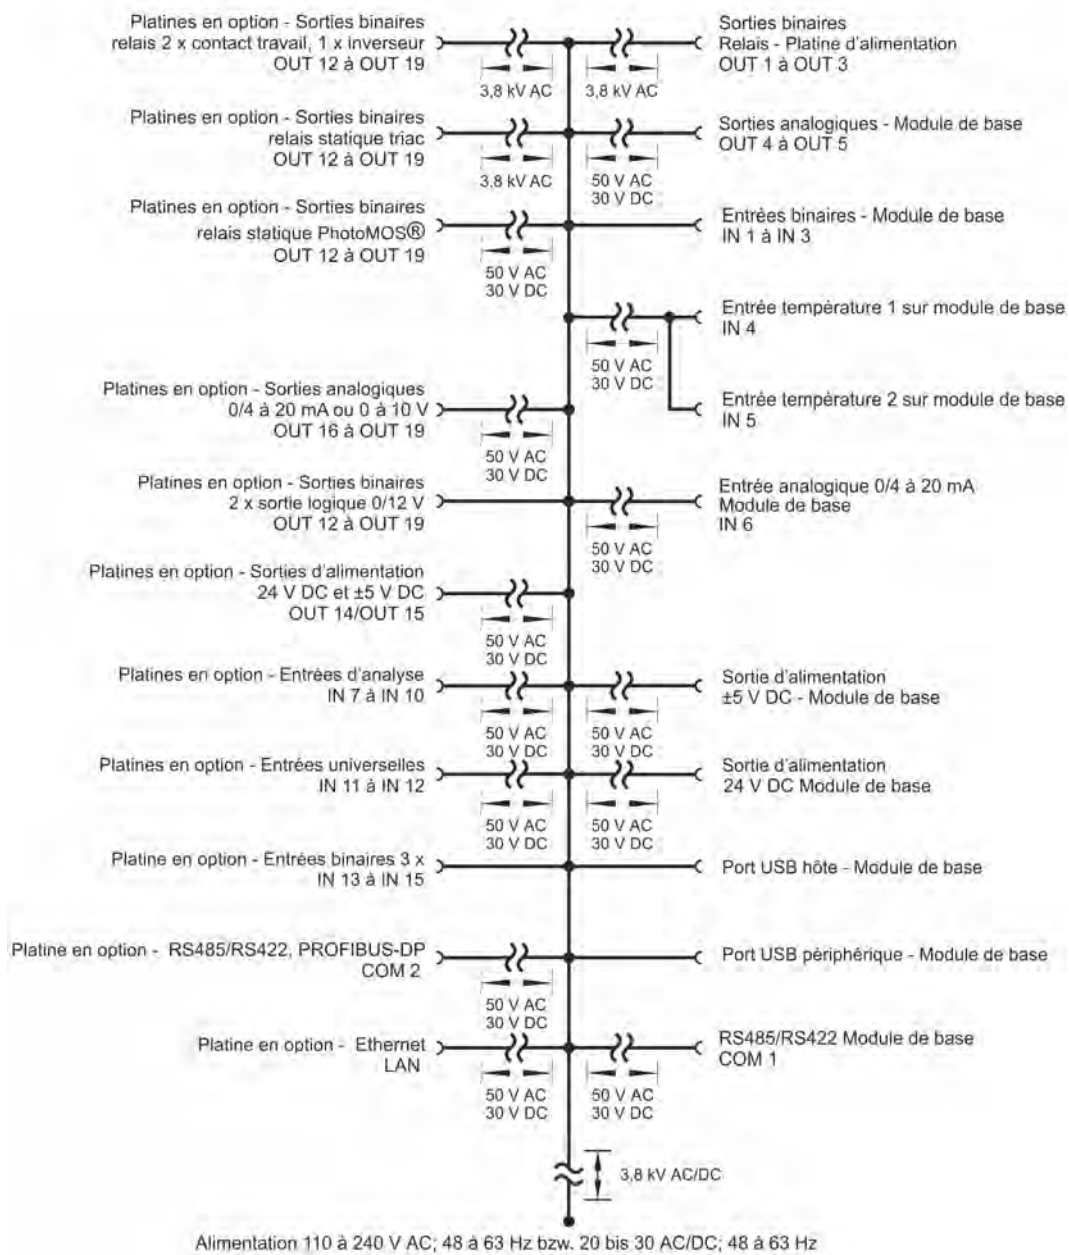 Platines en option - Sorties binaires
relais 2 x contact travail, 1 x inverseur
OUT 12 à OUT 19
3,8 kV AC
3,8 kV AC
Sorties binaires
Relais - Platine d'alimentation
OUT 1 à OUT 3
Platines en option - Sorties binaires
relais statique triac
OUT 12 à OUT 19
3,8 kV AC
50 V AC
30 V DC
Sorties analogiques - Module de base
OUT 4 à OUT 5
Platines en option - Sorties binaires
relais statique PhotoMOS®
OUT 12 à OUT 19
50 V AC
30 V DC
Entrées binaires - Module de base
IN 1 à IN 3
50 V AC
30 V DC
Entrée température 1 sur module de base
IN 4
Platines en option - Sorties analogiques
0/4 à 20 mA ou 0 à 10 V
OUT 16 à OUT 19
50 V AC
30 V DC
Entrée température 2 sur module de base
IN 5
Platines en option - Sorties binaires
2 x sortie logique 0/12 V
OUT 12 à OUT 19
50 V AC
30 V DC
Entrée analogique 0/4 à 20 mA
Module de base
IN 6
Platines en option - Sorties d'alimentation
24 V DC et ±5 V DC
OUT 14/OUT 15
50 V AC
30 V DC
Platines en option - Entrées d'analyse
IN 7 à IN 10
50 V AC
30 V DC
50 V AC
30 V DC
Sortie d'alimentation
±5 V DC - Module de base
Platines en option - Entrées universelles
IN 11 à IN 12
50 V AC
30 V DC
50 V AC
30 V DC
Sortie d'alimentation
24 V DC Module de base
Platine en option - Entrées binaires 3 x
IN 13 à IN 15
Port USB hôte - Module de base
Platine en option - RS485/RS422, PROFIBUS-DP
COM 2
50 V AC
30 V DC
Port USB périphérique - Module de base
Platine en option - Ethernet
LAN
50 V AC
30 V DC
50 V AC
30 V DC
RS485/RS422 Module de base
COM 1
3,8 kV AC/DC
Alimentation 110 à 240 V AC; 48 à 63 Hz bzw. 20 bis 30 AC/DC; 48 à 63 Hz